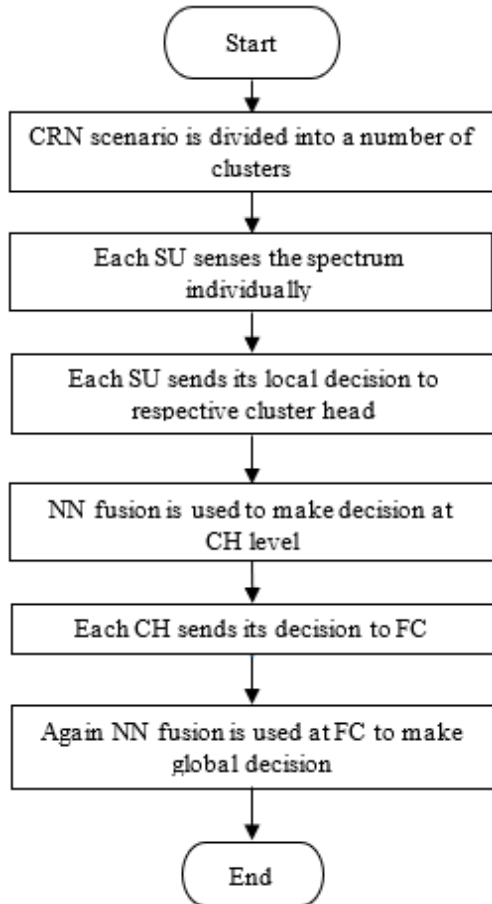 Start
CRN scenario is divided into a number of
clusters
Each SU senses the spectrum
individually
Each SU sends its local decision to
respective cluster head
NN fusion is used to make decision at
CH level
Each CH sends its decision to FC
Again NN fusion is used at FC to make
global decision
End